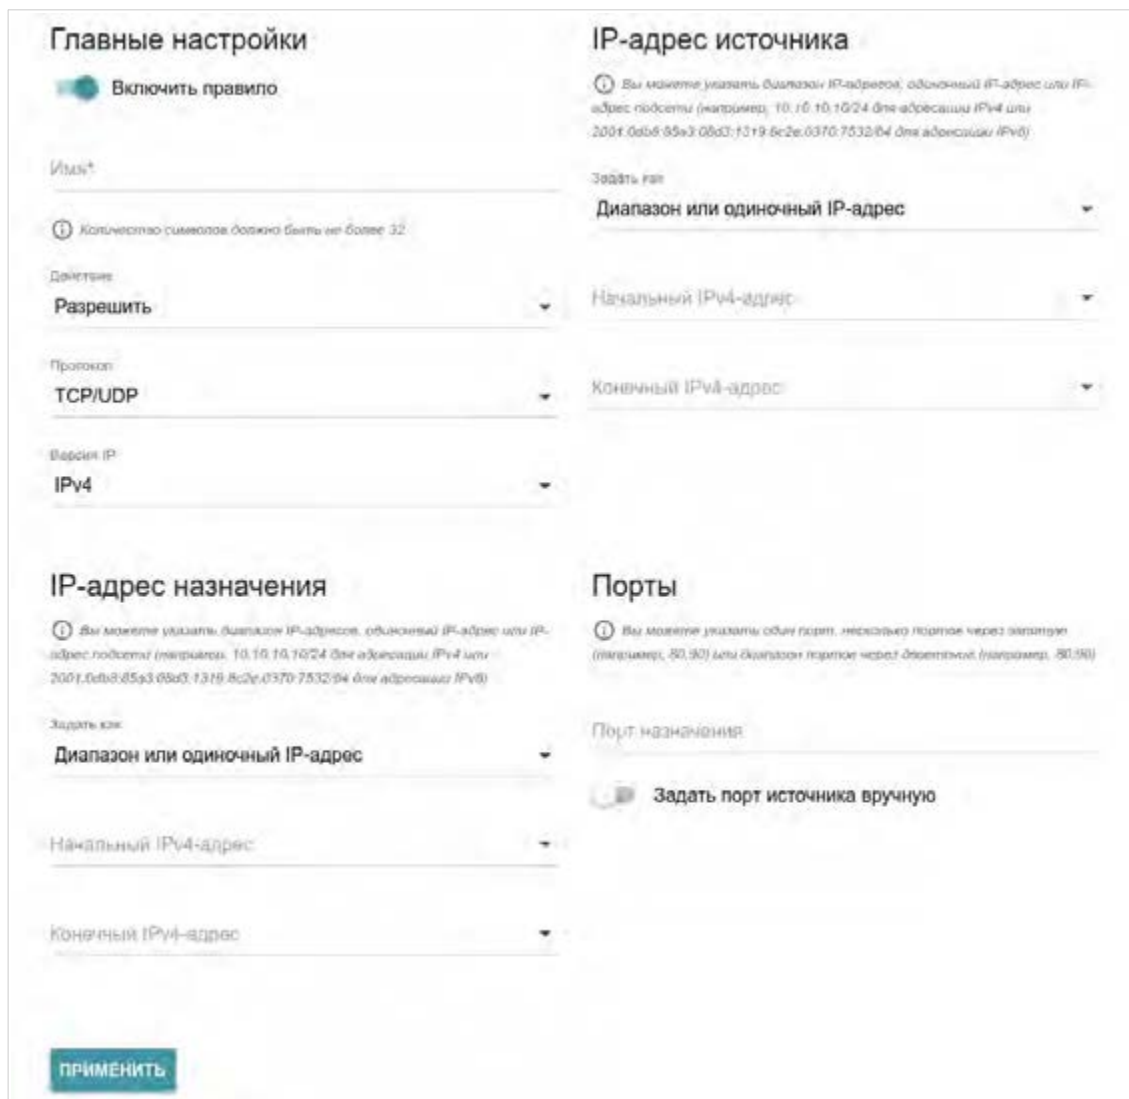 Главные настройки
Включить правило
Имя*
Количество символов должно быть не более 32
Действие
Разрешить
Протокол
TCP/UDP
Версия IP
IPv4
IP-адрес источника
Вы можете указать диапазон IP-адресов, одиночный IP-адрес или IP-
адрес подсети (например, 10.10.10.10/24 для адресации IPv4 или
2001:0db8:85a3:08d3:1319:8c2e:0370:7532/64 для адресации IPv6)
Задать как
Диапазон или одиночный IP-адрес
Начальный IPv4-адрес
Конечный IPv4-адрес
IP-адрес назначения
Вы можете указать диапазон IP-адресов, одиночный IP-адрес или IP-
адрес подсети (например, 10.10.10.10/24 для адресации IPv4 или
2001:0db8:85a3:08d3:1319:8c2e:0370:7532/64 для адресации IPv6)
Задать как
Диапазон или одиночный IP-адрес
Начальный IPv4-адрес
Конечный IPv4-адрес
Порты
Вы можете указать один порт, несколько портов через запятую
(например, 80,90) или диапазон портов через двоеточие (например, 80:90)
Порт назначения
Задать порт источника вручную
ПРИМЕНИТЬ